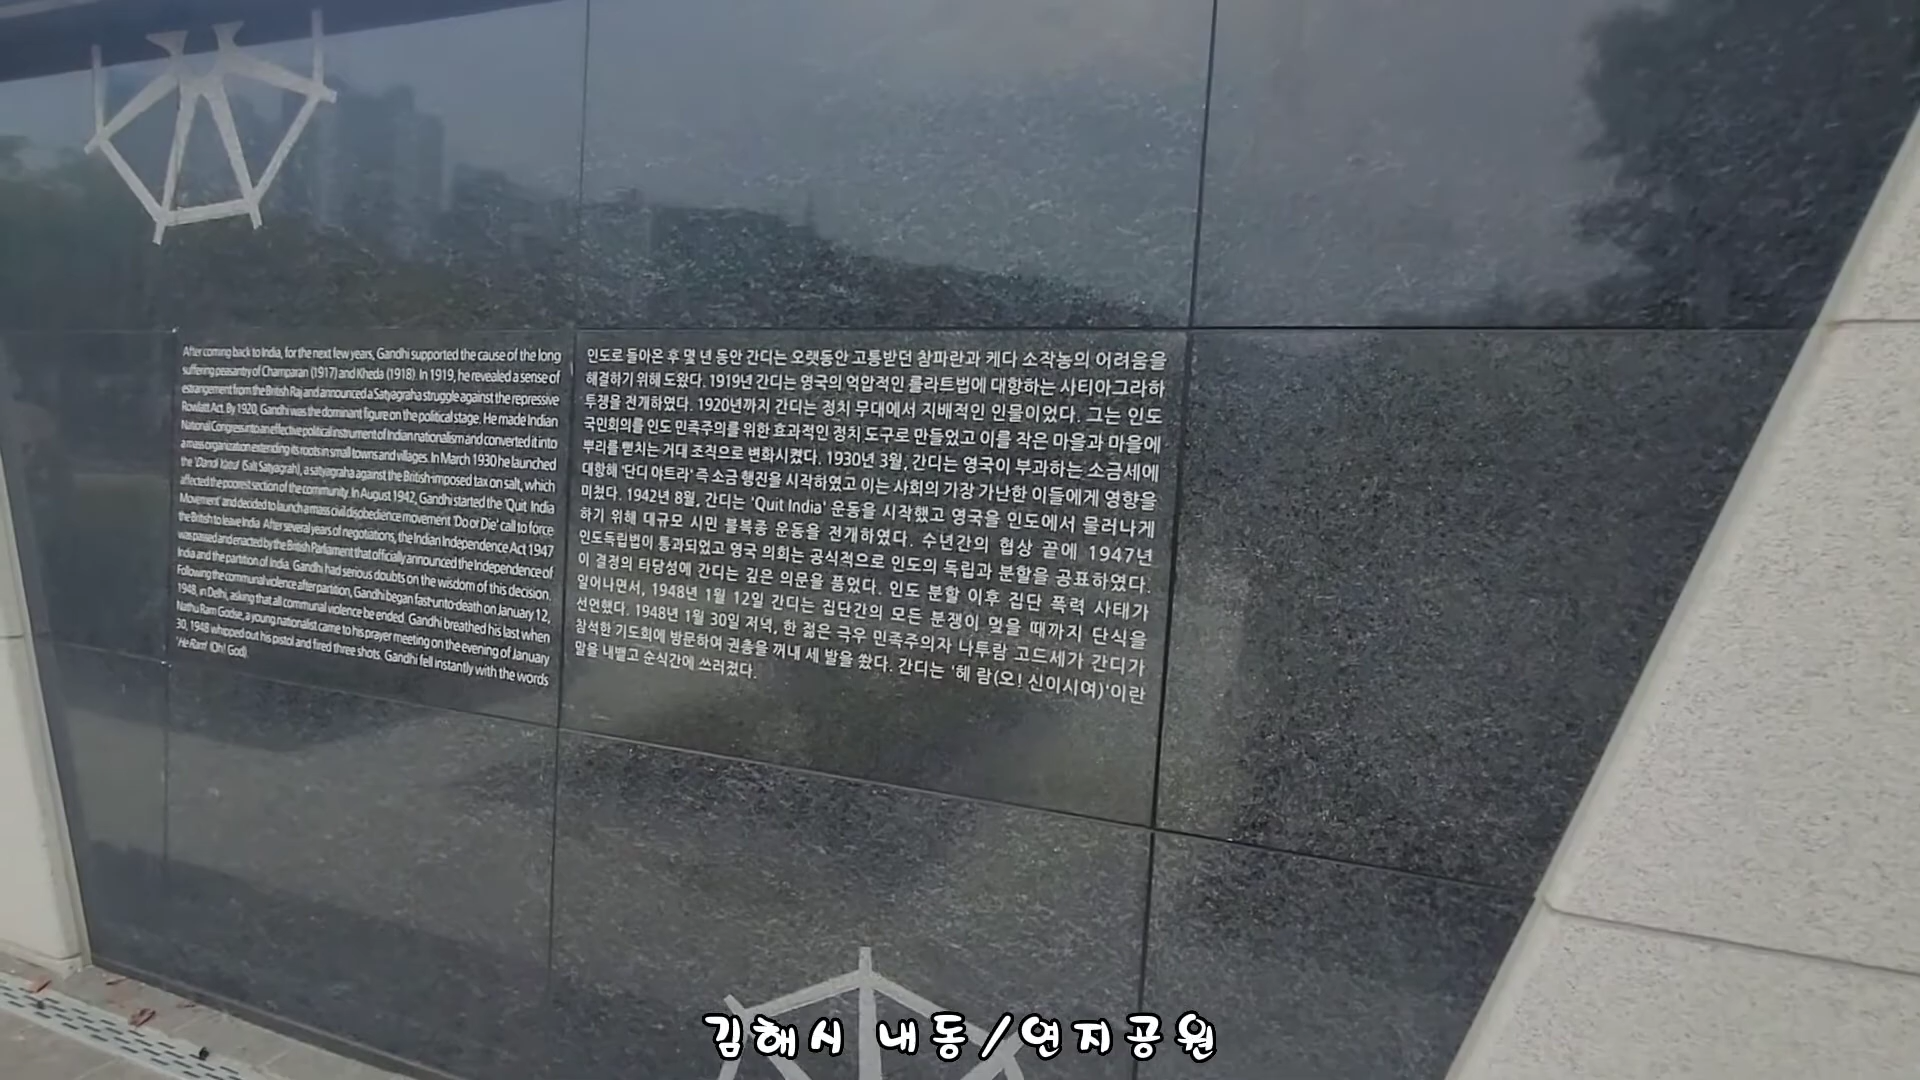 After coming back to India, for the next few years, Gandhi supported the cause of the long
suffering peasantry of Champaran (1917) and Kheda (1918). In 1919, he revealed a sense of
estrangement from the British Raj and announced a Satyagraha struggle against the repressive
Rowlatt Act. By 1920, Gandhi was the dominant figure on the political stage. He made Indian
National Congress into an effective political instrument of Indian nationalism and converted it into
a mass organization extending its roots in small towns and villages. In March 1930 he launched
the 'Dandi Yatra' (Salt Satyagrah), a satyagraha against the British-imposed tax on salt, which
affected the poorest section of the community. In August 1942, Gandhi started the 'Quit India
Movement' and decided to launch a mass civil disobedience movement 'Do or Die' call to force
the British to leave India. After several years of negotiations, the Indian Independence Act 1947
was passed and enacted by the British Parliament that officially announced the Independence of
India and the partition of India. Gandhi had serious doubts on the wisdom of this decision.
Following the communal violence after partition, Gandhi began fast-unto-death on January 12,
1948, in Delhi, asking that all communal violence be ended. Gandhi breathed his last when
Nathu Ram Godse, a young nationalist came to his prayer meeting on the evening of January
30, 1948 whipped out his pistol and fired three shots. Gandhi fell instantly with the words
'He Ram' (Oh! God).
인도로 돌아온 후 몇 년 동안 간디는 오랫동안 고통받던 참파란과 케다 소작농의 어려움을
해결하기 위해 도왔다. 1919년 간디는 영국의 억압적인 롤라트법에 대항하는 사티아그라하
투쟁을 전개하였다. 1920년까지 간디는 정치 무대에서 지배적인 인물이었다. 그는 인도
국민회의를 인도 민족주의를 위한 효과적인 정치 도구로 만들었고 이를 작은 마을과 마을에
뿌리를 뻗치는 거대 조직으로 변화시켰다. 1930년 3월, 간디는 영국이 부과하는 소금세에
대항해 '단디 야트라' 즉 소금 행진을 시작하였고 이는 사회의 가장 가난한 이들에게 영향을
미쳤다. 1942년 8월, 간디는 'Quit India' 운동을 시작했고 영국을 인도에서 물러나게
하기 위해 대규모 시민 불복종 운동을 전개하였다. 수년간의 협상 끝에 1947년
인도독립법이 통과되었고 영국 의회는 공식적으로 인도의 독립과 분할을 공표하였다.
이 결정의 타당성에 간디는 깊은 의문을 품었다. 인도 분할 이후 집단 폭력 사태가
일어나면서, 1948년 1월 12일 간디는 집단간의 모든 분쟁이 멎을 때까지 단식을
선언했다. 1948년 1월 30일 저녁, 한 젊은 극우 민족주의자 나투람 고드세가 간디가
참석한 기도회에 방문하여 권총을 꺼내 세 발을 쐈다. 간디는 '헤 람(오! 신이시여)'이란
말을 내뱉고 순식간에 쓰러졌다.
김해시 내동/연지공원